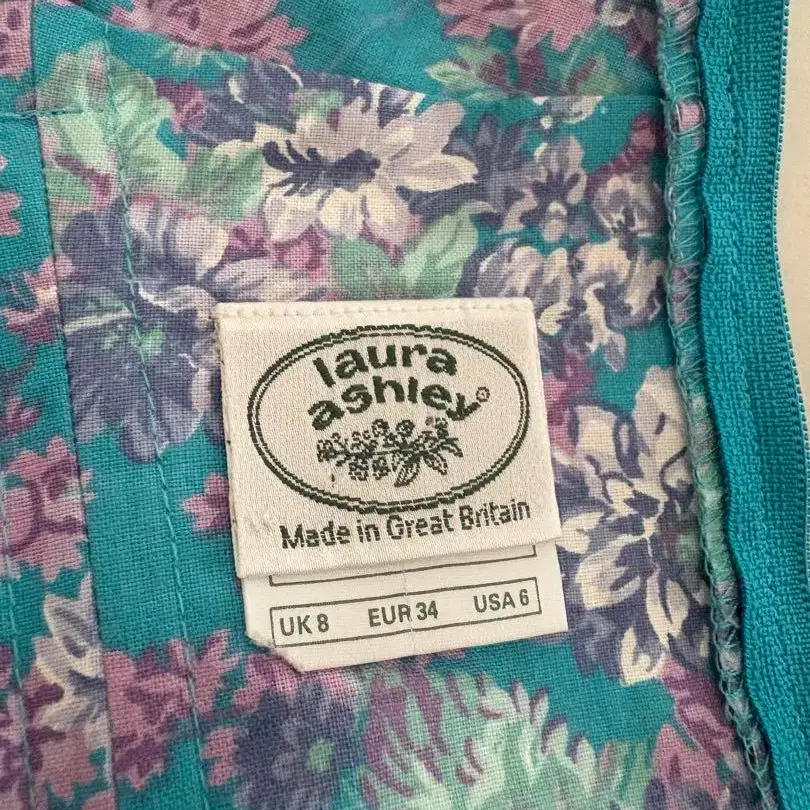 laura
ashley®
Made in Great Britain
UK 8 EUR 34 USA 6